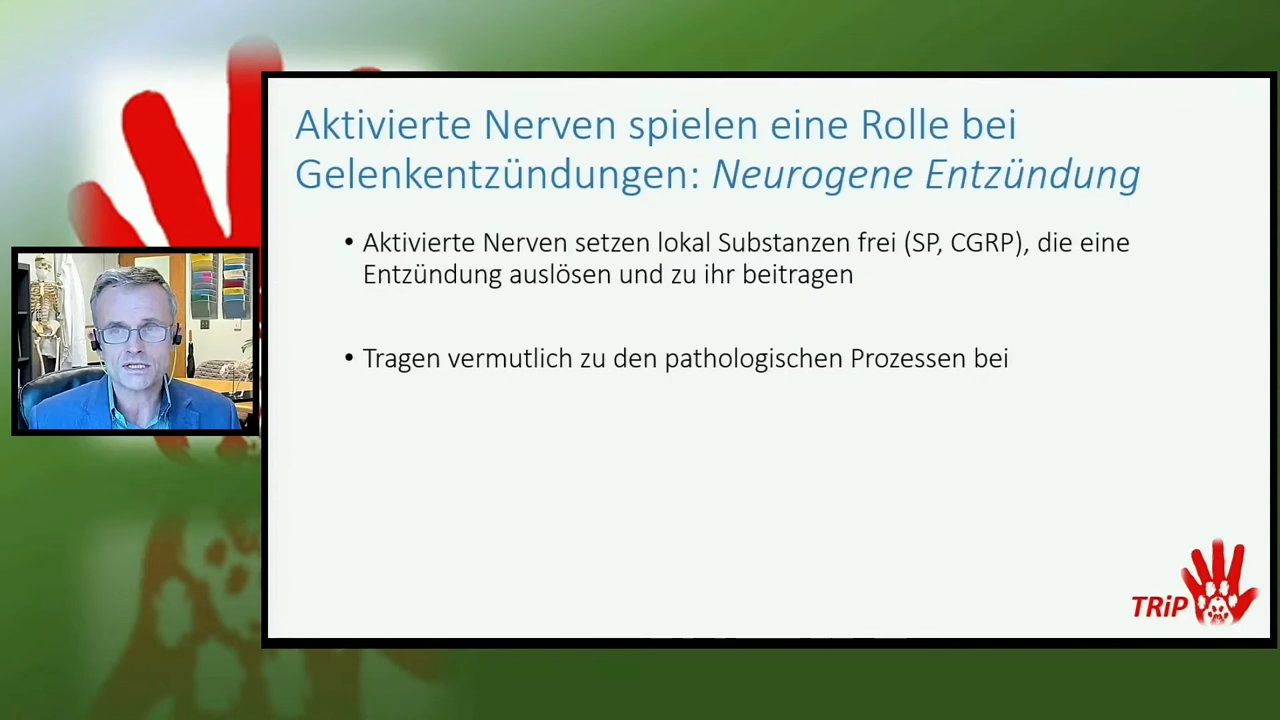 Aktivierte Nerven spielen eine Rolle bei
Gelenkentzündungen: Neurogene Entzündung
• Aktivierte Nerven setzen lokal Substanzen frei (SP, CGRP), die eine
Entzündung auslösen und zu ihr beitragen
• Tragen vermutlich zu den pathologischen Prozessen bei
TRiP